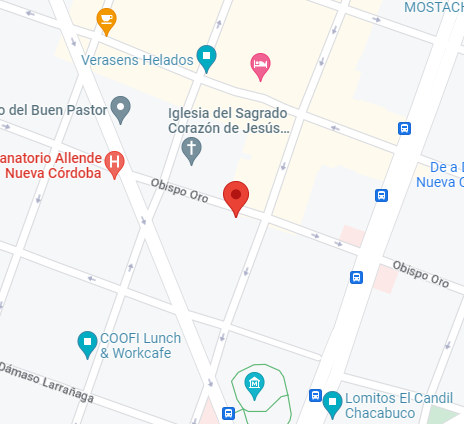 MOSTACH
Verasens Helados
o del Buen Pastor
Iglesia del Sagrado
Corazón de Jesús...
anatorio Allende
Nueva Córdoba
H
De a D
Nueva C
Obispo Oro
Obispo Oro
COOFI Lunch
& Workcafe
Dámaso Larrañaga
Lomitos El Candil
Chacabuco